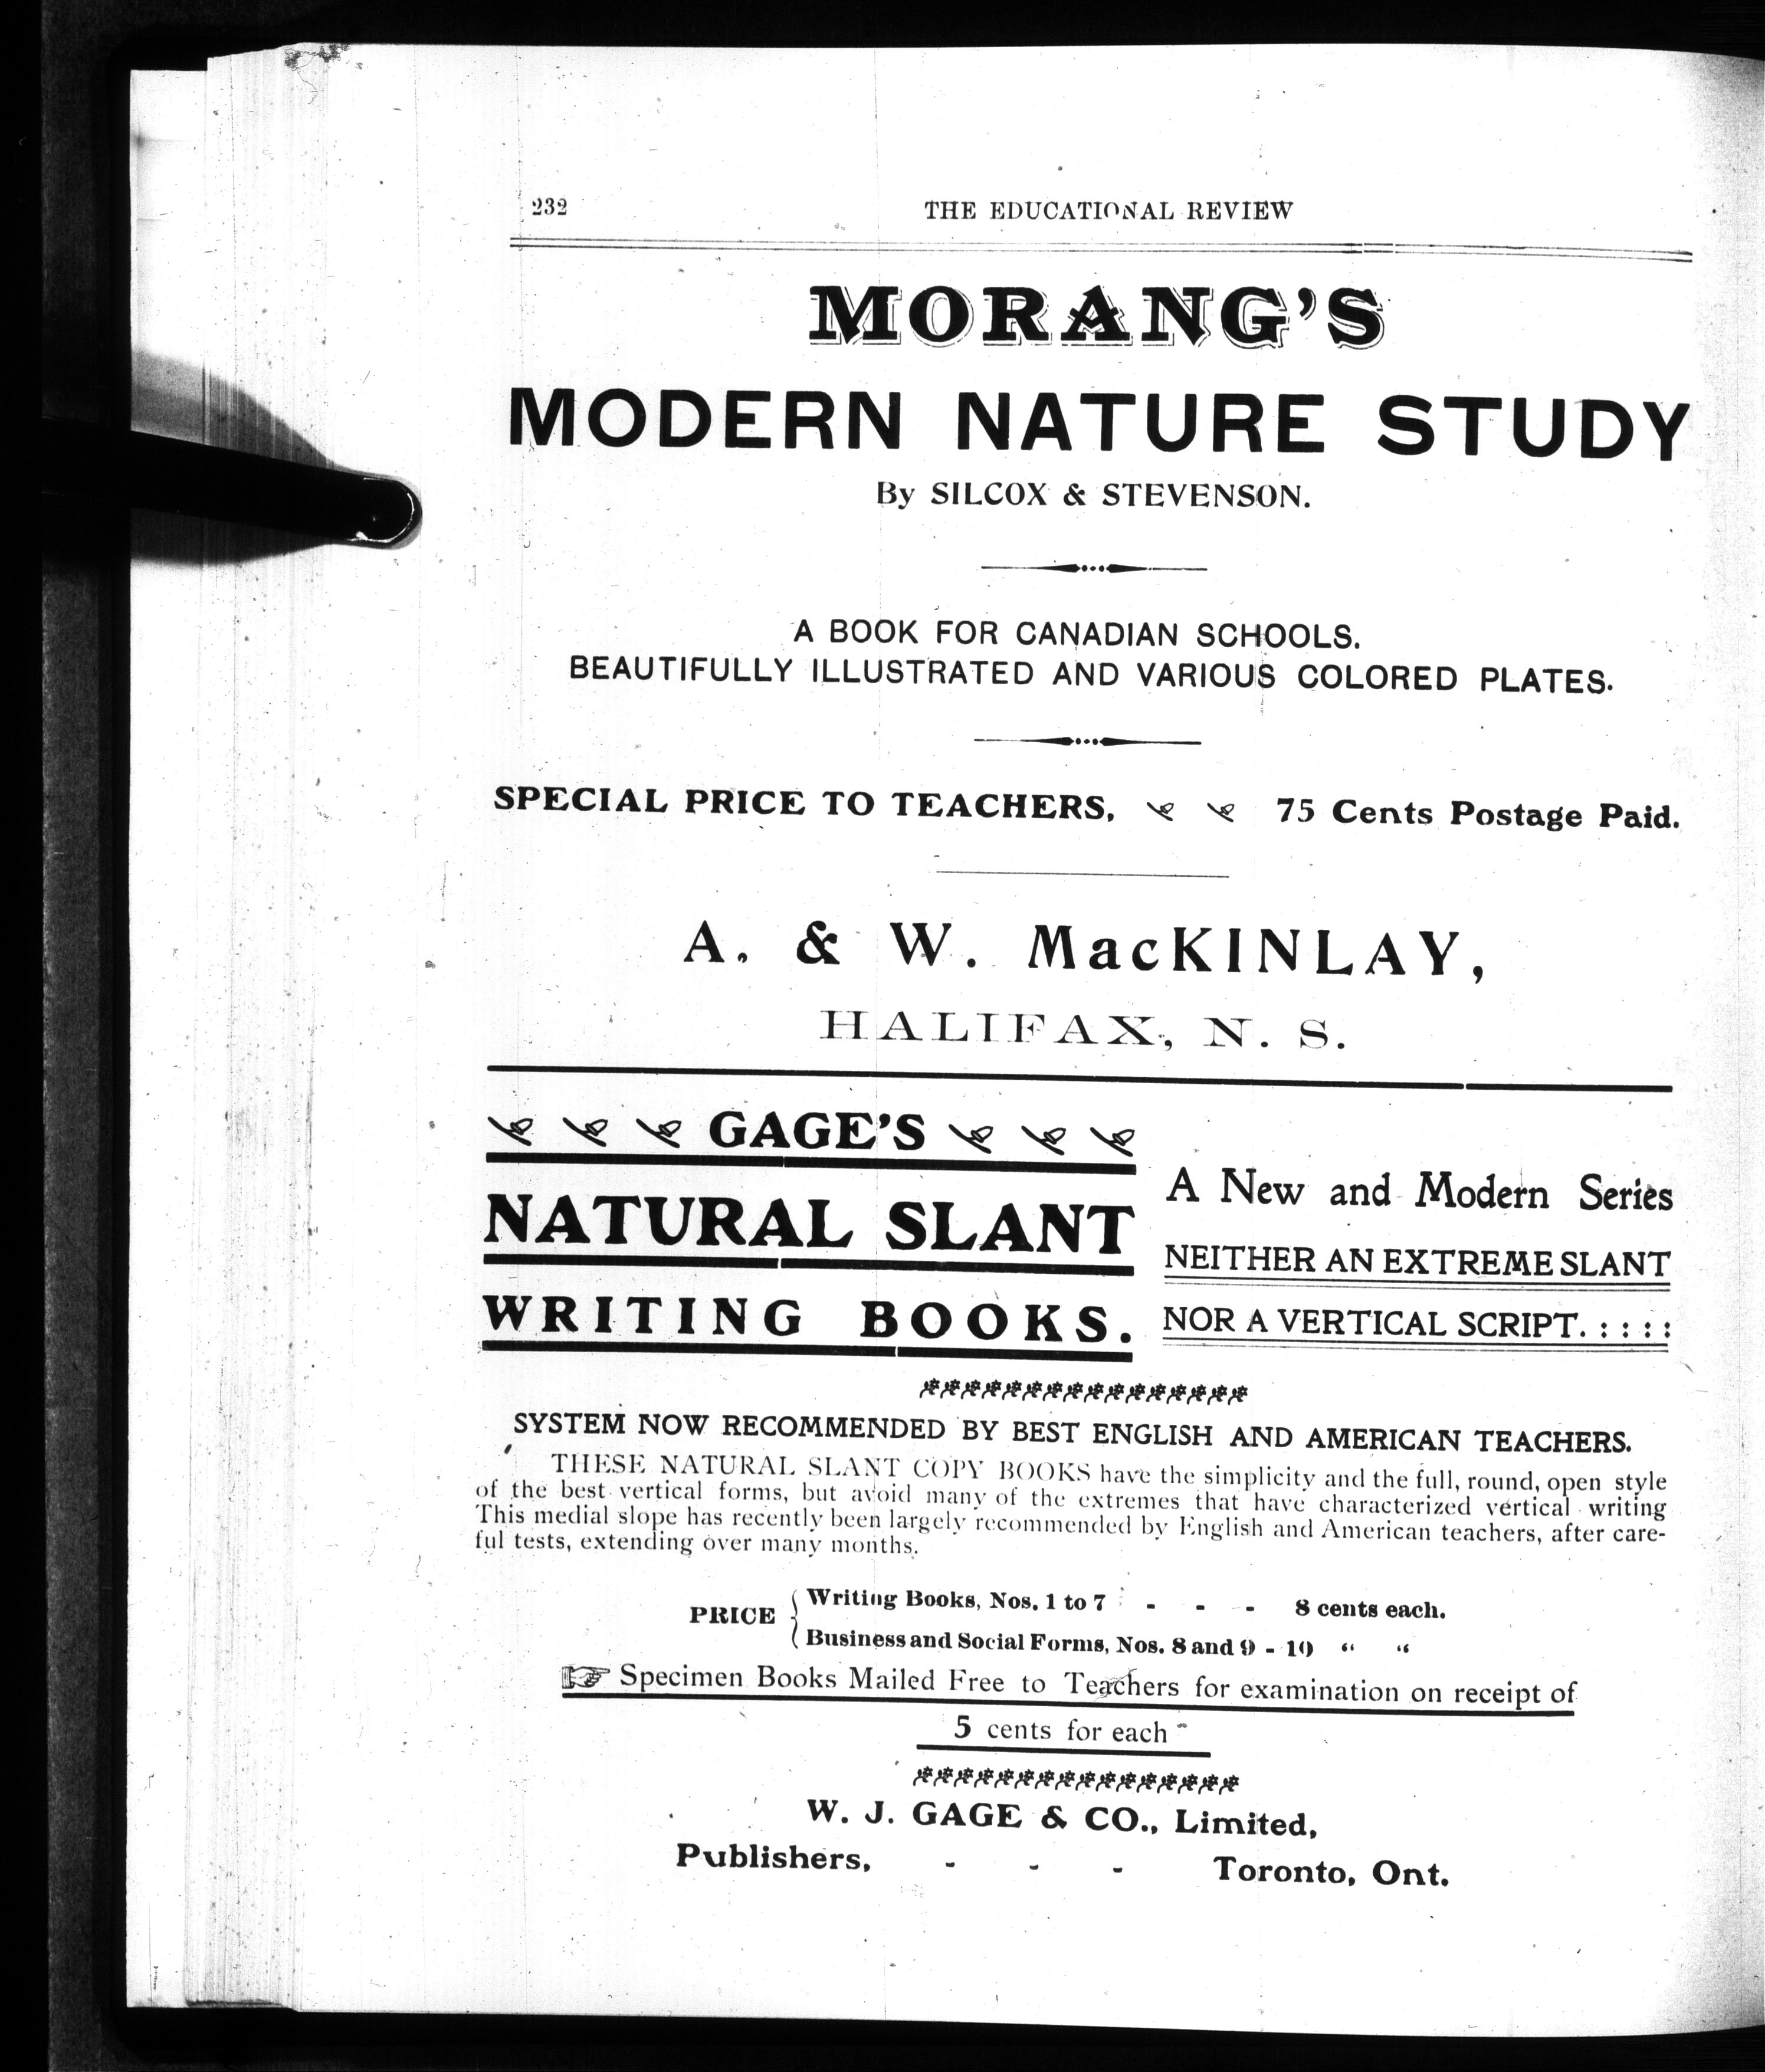 232
THE EDUCATIONAL REVIEW
MORANG'S
MODERN NATURE STUDY
By SILCOX & STEVENSON.
A BOOK FOR CANADIAN SCHOOLS.
BEAUTIFULLY ILLUSTRATED AND VARIOUS COLORED PLATES.
SPECIAL PRICE TO TEACHERS, 75 Cents Postage Paid.
A. & W. MacKINLAY,
HALIFAX, N. S.
GAGE'S
NATURAL SLANT
WRITING BOOKS.
A New and Modern Series
NEITHER AN EXTREME SLANT
NOR A VERTICAL SCRIPT. : : : :
SYSTEM NOW RECOMMENDED BY BEST ENGLISH AND AMERICAN TEACHERS.
THESE NATURAL SLANT COPY BOOKS have the simplicity and the full, round, open style
of the best vertical forms, but avoid many of the extremes that have characterized vertical writing
This medial slope has recently been largely recommended by English and American teachers, after care-
ful tests, extending over many months.
PRICE { Writing Books, Nos. 1 to 7 - - - 8 cents each.
Business and Social Forms, Nos. 8 and 9 - 10 " "
☞ Specimen Books Mailed Free to Teachers for examination on receipt of
5 cents for each
W. J. GAGE & CO., Limited,
Publishers, - - - Toronto, Ont.